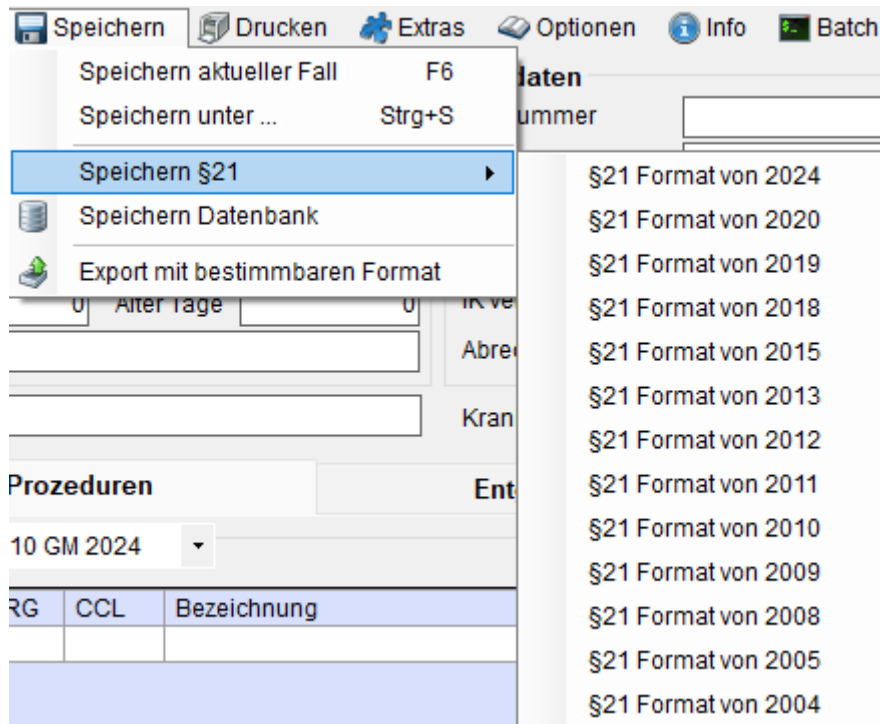 Speichern Drucken Extras Optionen Info Batch
Speichern aktueller Fall F6
daten
Speichern unter ... Strg+S
ummer
Speichern §21
§21 Format von 2024
Speichern Datenbank
§21 Format von 2020
Export mit bestimmbaren Format
§21 Format von 2019
0 Alter Tage 0 IK ve
§21 Format von 2018
Abre
§21 Format von 2015
§21 Format von 2013
Kran
§21 Format von 2012
Prozeduren Ent
§21 Format von 2011
10 GM 2024
§21 Format von 2010
§21 Format von 2009
RG CCL Bezeichnung
§21 Format von 2008
§21 Format von 2005
§21 Format von 2004